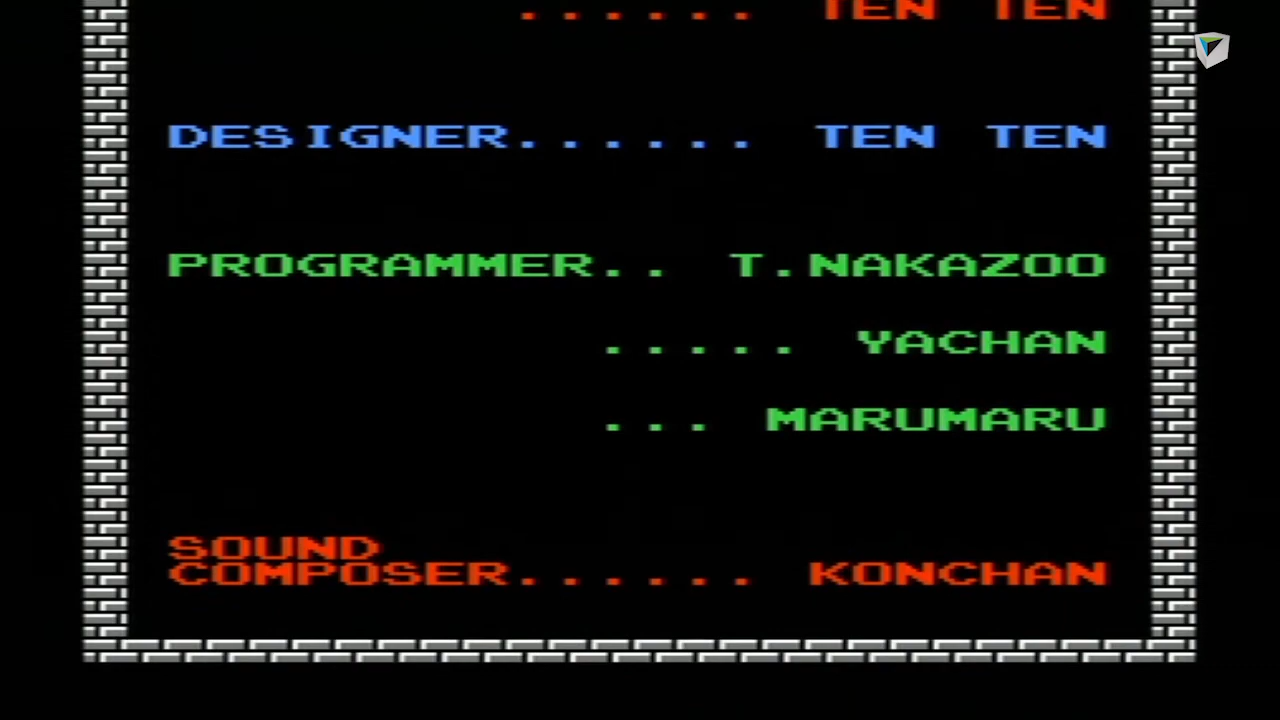 ...... TEN TEN
DESIGNER...... TEN TEN
PROGRAMMER.. T.NAKAZOO
..... YACHAN
... MARUMARU
SOUND
COMPOSER...... KONCHAN